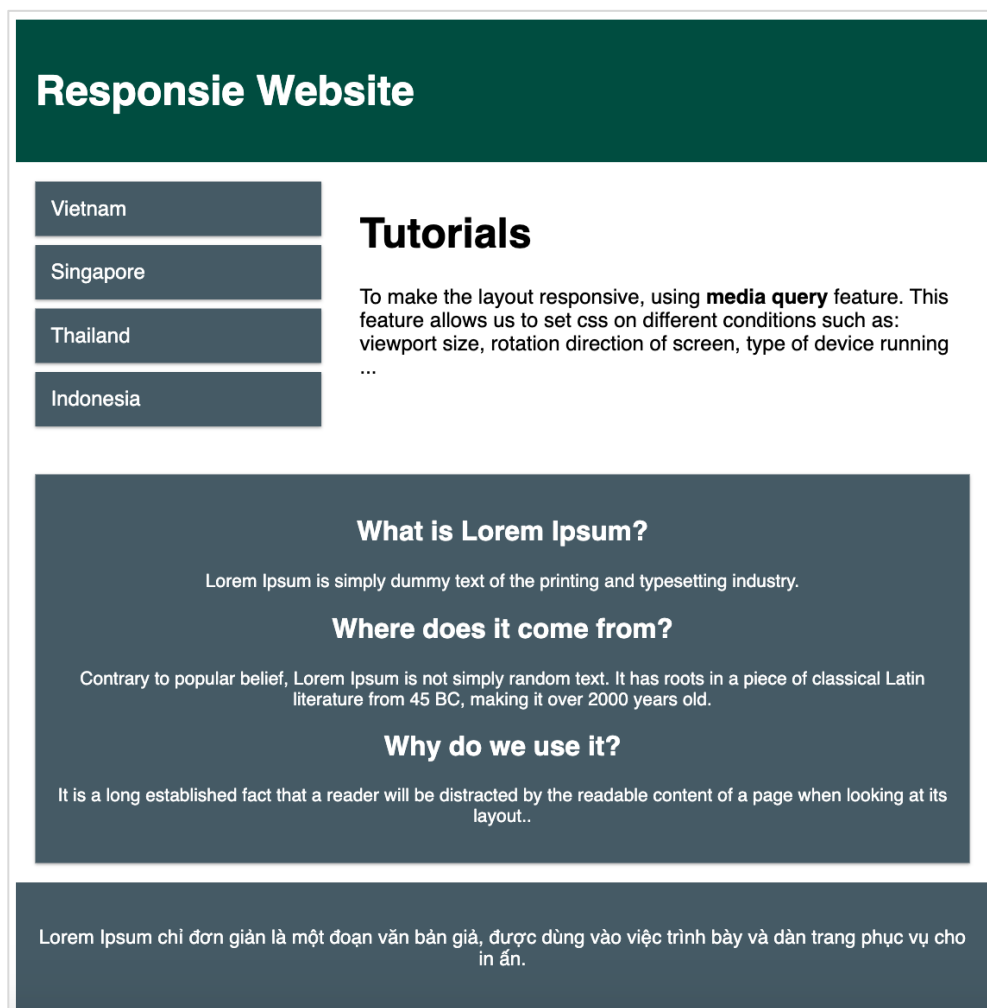 Responsie Website
Vietnam
Singapore
Thailand
Indonesia
Tutorials
To make the layout responsive, using media query feature. This
feature allows us to set css on different conditions such as:
viewport size, rotation direction of screen, type of device running
...
What is Lorem Ipsum?
Lorem Ipsum is simply dummy text of the printing and typesetting industry.
Where does it come from?
Contrary to popular belief, Lorem Ipsum is not simply random text. It has roots in a piece of classical Latin
literature from 45 BC, making it over 2000 years old.
Why do we use it?
It is a long established fact that a reader will be distracted by the readable content of a page when looking at its
layout..
Lorem Ipsum chỉ đơn giản là một đoạn văn bản giả, được dùng vào việc trình bày và dàn trang phục vụ cho
in ấn.